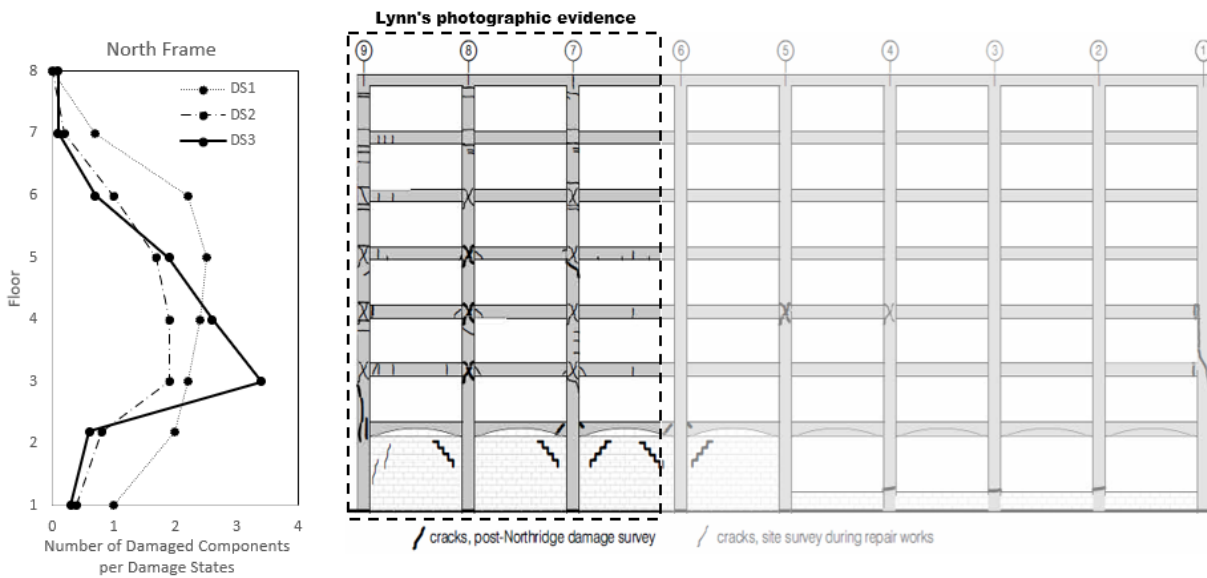 Lynn's photographic evidence
North Frame
9 8 7 6 5 4 3 2 1
8
7
6
5
4
3
2
1
Floor
DS1
DS2
DS3
0 1 2 3 4
Number of Damaged Components
per Damage States
cracks, post-Northridge damage survey
cracks, site survey during repair works